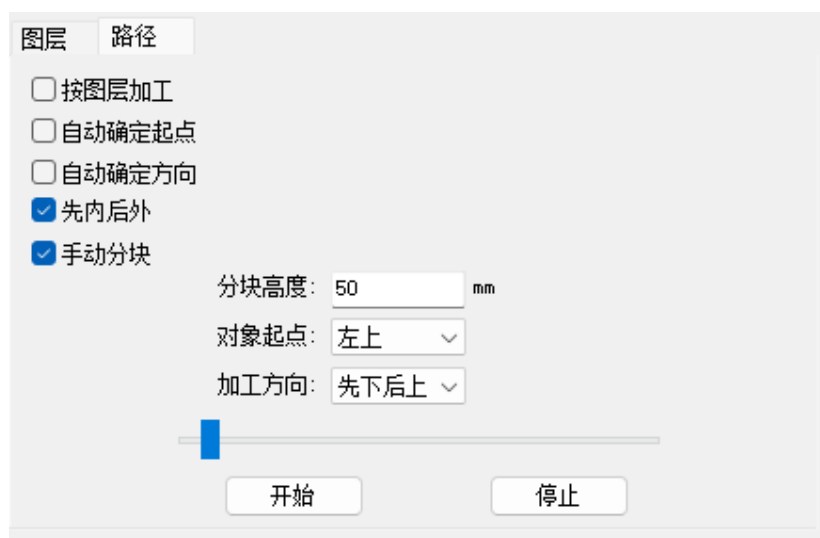 图层 路径
按图层加工
自动确定起点
自动确定方向
先内后外
手动分块
分块高度: 50 mm
对象起点: 左上
加工方向: 先下后上
开始 停止